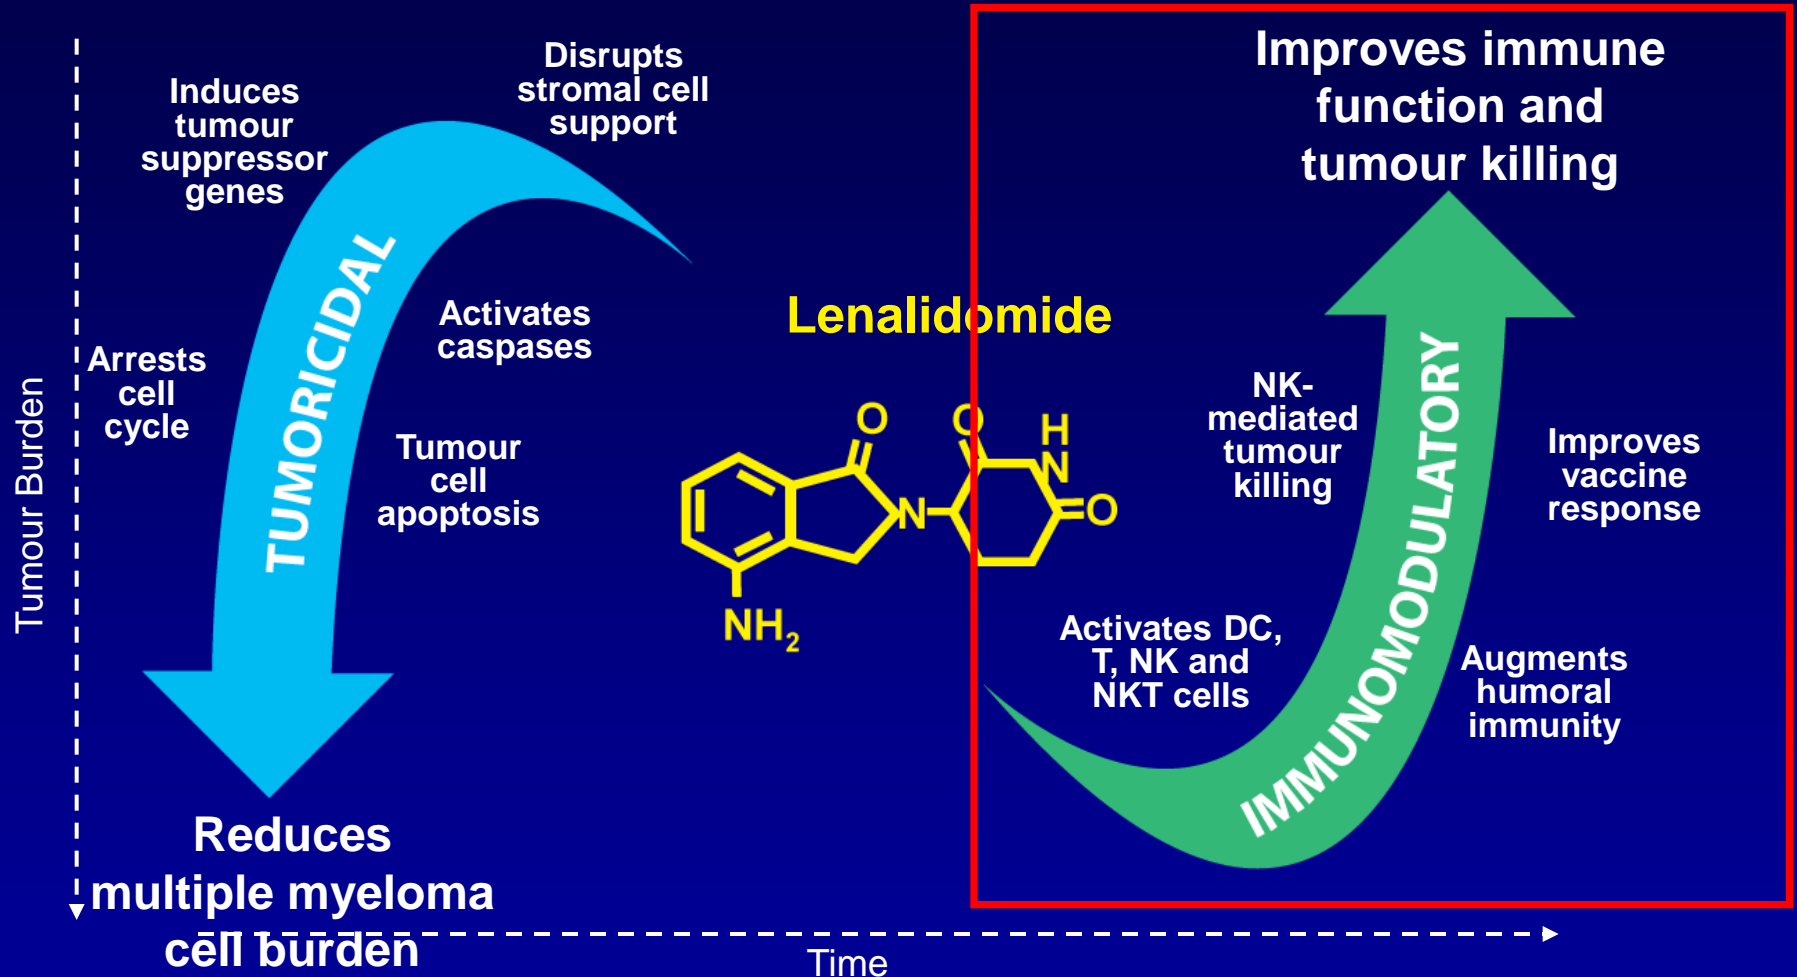 Disrupts
stromal cell
support
Induces
tumour
suppressor
genes
TUMORICIDAL
Activates
caspases
Arrests
cell
cycle
Tumour
cell
apoptosis
Reduces
multiple myeloma
cell burden
Tumour Burden
Time
Lenalidomide
O
O
H
N
N
O
NH2
Improves immune
function and
tumour killing
NK-
mediated
tumour
killing
Improves
vaccine
response
IMMUNOMODULATORY
Activates DC,
T, NK and
NKT cells
Augments
humoral
immunity